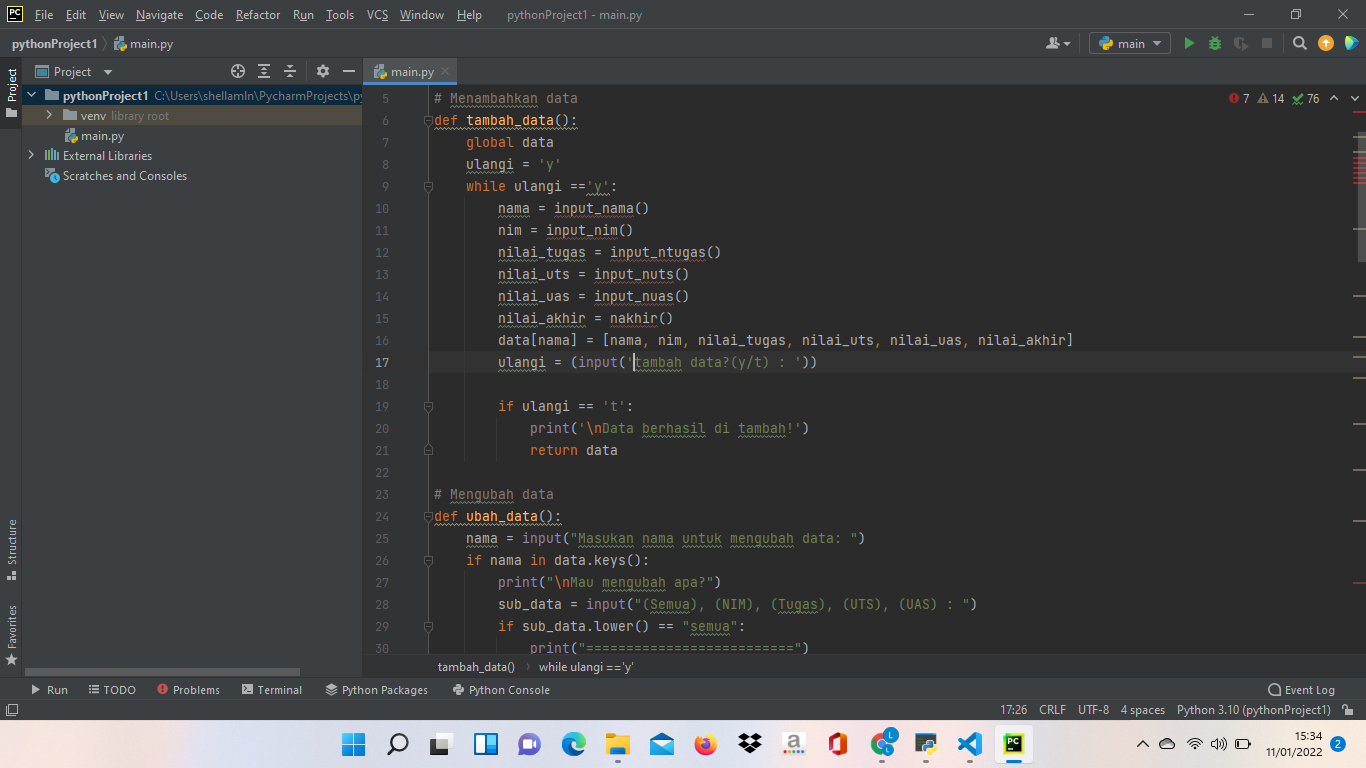 PC File Edit View Navigate Code Refactor Run Tools VCS Window Help pythonProject1 - main.py
pythonProject1 main.py main
Project main.py
pythonProject1 C:\Users\shellamln\PycharmProjects\py
venv library root
main.py
External Libraries
Scratches and Consoles
Project
Structure
Favorites
7 14 76
5 # Menambahkan data
6 def tambah_data():
7 global data
8 ulangi = 'y'
9 while ulangi =='y':
10 nama = input_nama()
11 nim = input_nim()
12 nilai_tugas = input_ntugas()
13 nilai_uts = input_nuts()
14 nilai_uas = input_nuas()
15 nilai_akhir = nakhir()
16 data[nama] = [nama, nim, nilai_tugas, nilai_uts, nilai_uas, nilai_akhir]
17 ulangi = (input('tambah data?(y/t) : '))
18
19 if ulangi == 't':
20 print('\nData berhasil di tambah!')
21 return data
22
23 # Mengubah data
24 def ubah_data():
25 nama = input("Masukan nama untuk mengubah data: ")
26 if nama in data.keys():
27 print("\nMau mengubah apa?")
28 sub_data = input("(Semua), (NIM), (Tugas), (UTS), (UAS) : ")
29 if sub_data.lower() == "semua":
30 print("==========================")
tambah_data() while ulangi =='y'
Run TODO Problems Terminal Python Packages Python Console Event Log
17:26 CRLF UTF-8 4 spaces Python 3.10 (pythonProject1)
a L PC
15:34
11/01/2022 2